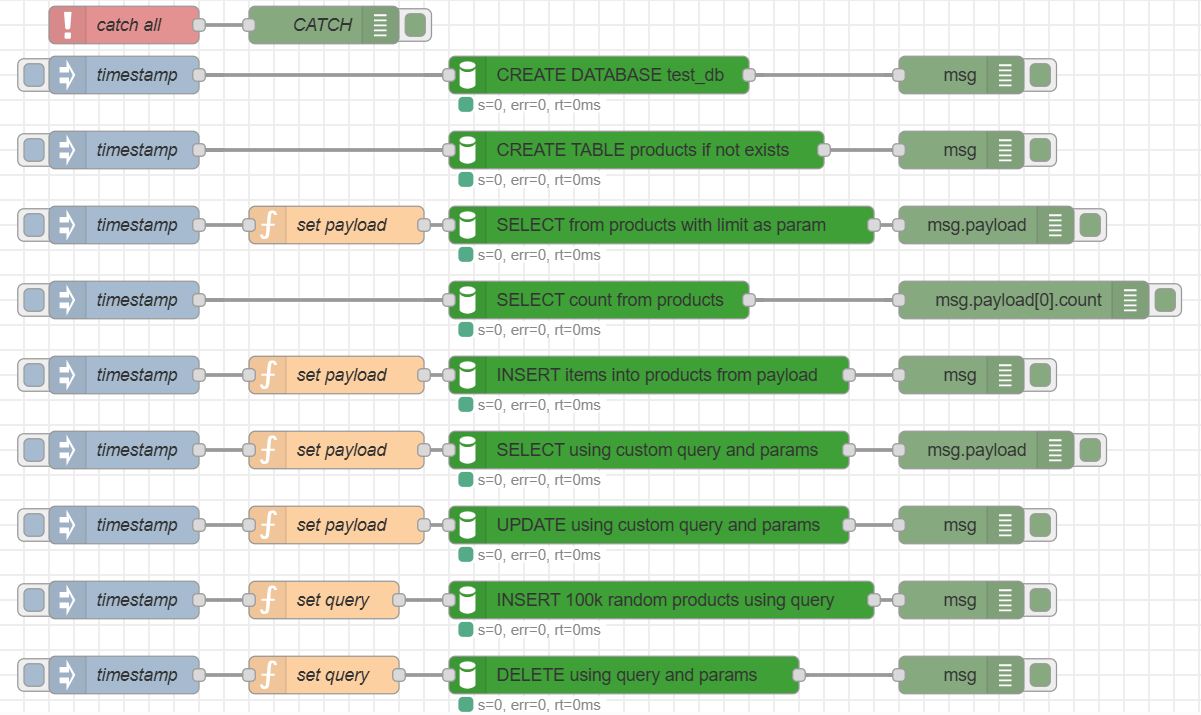 catch all CATCH
timestamp CREATE DATABASE test_db msg
s=0, err=0, rt=0ms
timestamp CREATE TABLE products if not exists msg
s=0, err=0, rt=0ms
timestamp set payload SELECT from products with limit as param msg.payload
s=0, err=0, rt=0ms
timestamp SELECT count from products msg.payload[0].count
s=0, err=0, rt=0ms
timestamp set payload INSERT items into products from payload msg
s=0, err=0, rt=0ms
timestamp set payload SELECT using custom query and params msg.payload
s=0, err=0, rt=0ms
timestamp set payload UPDATE using custom query and params msg
s=0, err=0, rt=0ms
timestamp set query INSERT 100k random products using query msg
s=0, err=0, rt=0ms
timestamp set query DELETE using query and params msg
s=0, err=0, rt=0ms